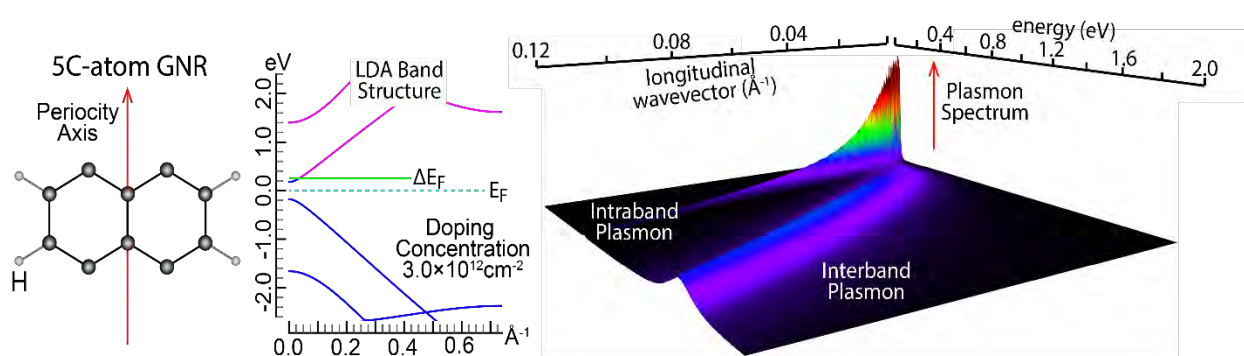 5C-atom GNR
Periocity
Axis
H
eV
2.0
1.0
0.0
-1.0
-2.0
LDA Band
Structure
ΔE_F
E_F
Doping
Concentration
3.0×10¹²cm⁻²
0.0 0.2 0.4 0.6 Å⁻¹
0.12 0.08 0.04
longitudinal
wavevector (Å⁻¹)
energy (eV)
0.4 0.8 1.2 1.6 2.0
Plasmon
Spectrum
Intraband
Plasmon
Interband
Plasmon